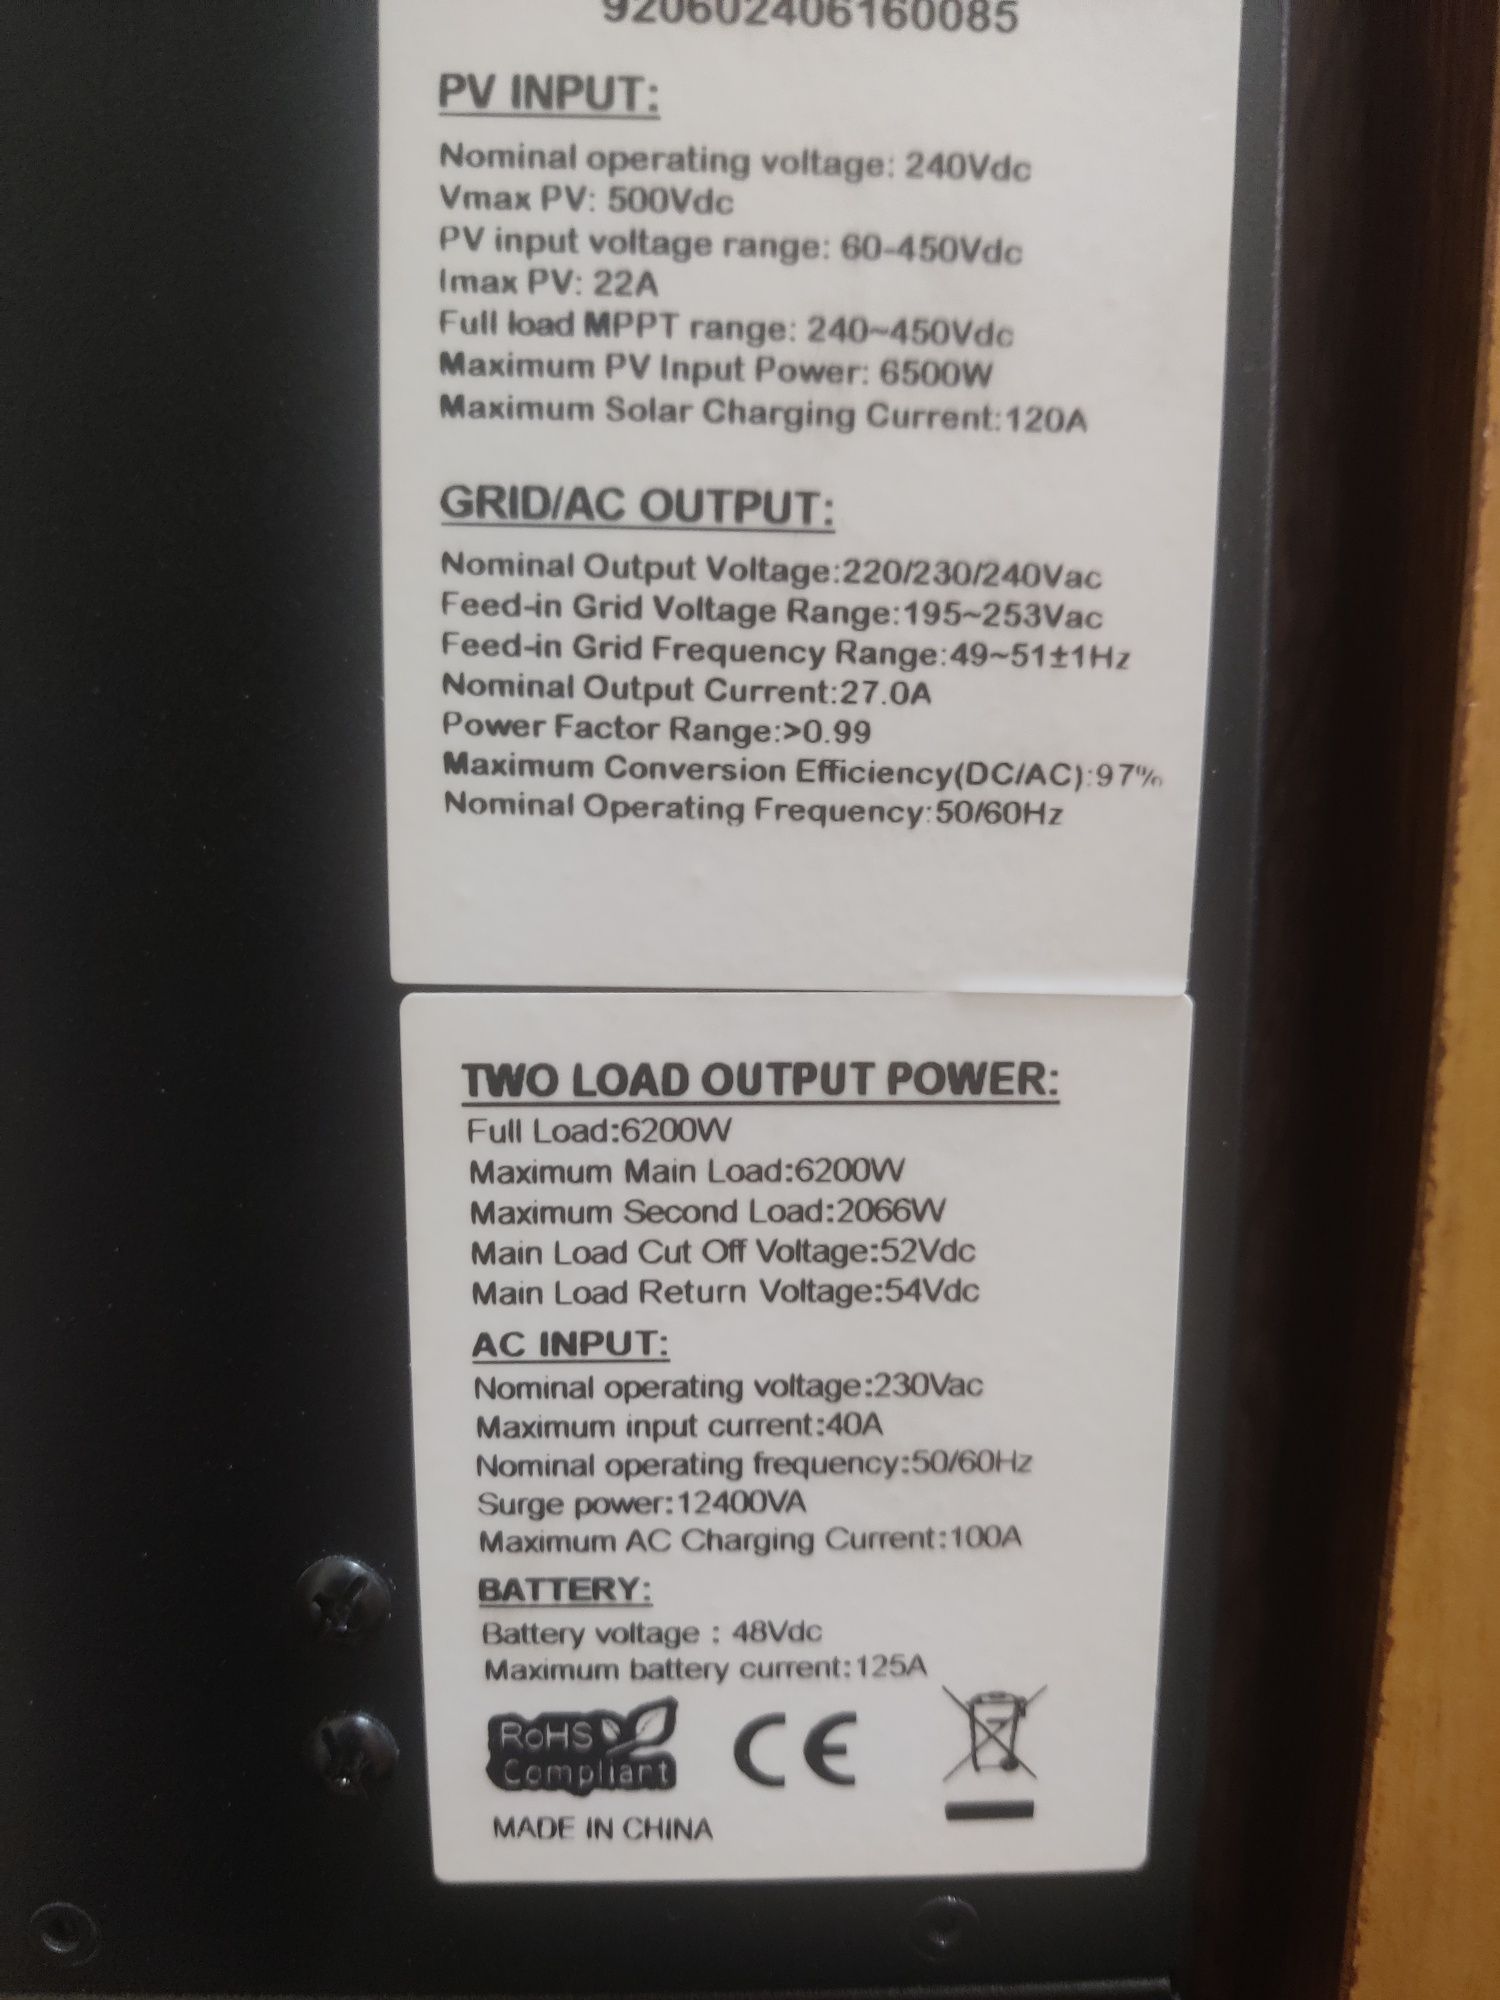 920602406160085
PV INPUT:
Nominal operating voltage: 240Vdc
Vmax PV: 500Vdc
PV input voltage range: 60-450Vdc
Imax PV: 22A
Full load MPPT range: 240~450Vdc
Maximum PV Input Power: 6500W
Maximum Solar Charging Current:120A
GRID/AC OUTPUT:
Nominal Output Voltage:220/230/240Vac
Feed-in Grid Voltage Range:195~253Vac
Feed-in Grid Frequency Range:49~51±1Hz
Nominal Output Current:27.0A
Power Factor Range:>0.99
Maximum Conversion Efficiency(DC/AC):97%
Nominal Operating Frequency:50/60Hz
TWO LOAD OUTPUT POWER:
Full Load:6200W
Maximum Main Load:6200W
Maximum Second Load:2066W
Main Load Cut Off Voltage:52Vdc
Main Load Return Voltage:54Vdc
AC INPUT:
Nominal operating voltage:230Vac
Maximum input current:40A
Nominal operating frequency:50/60Hz
Surge power:12400VA
Maximum AC Charging Current:100A
BATTERY:
Battery voltage : 48Vdc
Maximum battery current:125A
RoHS
Compliant
CE
MADE IN CHINA